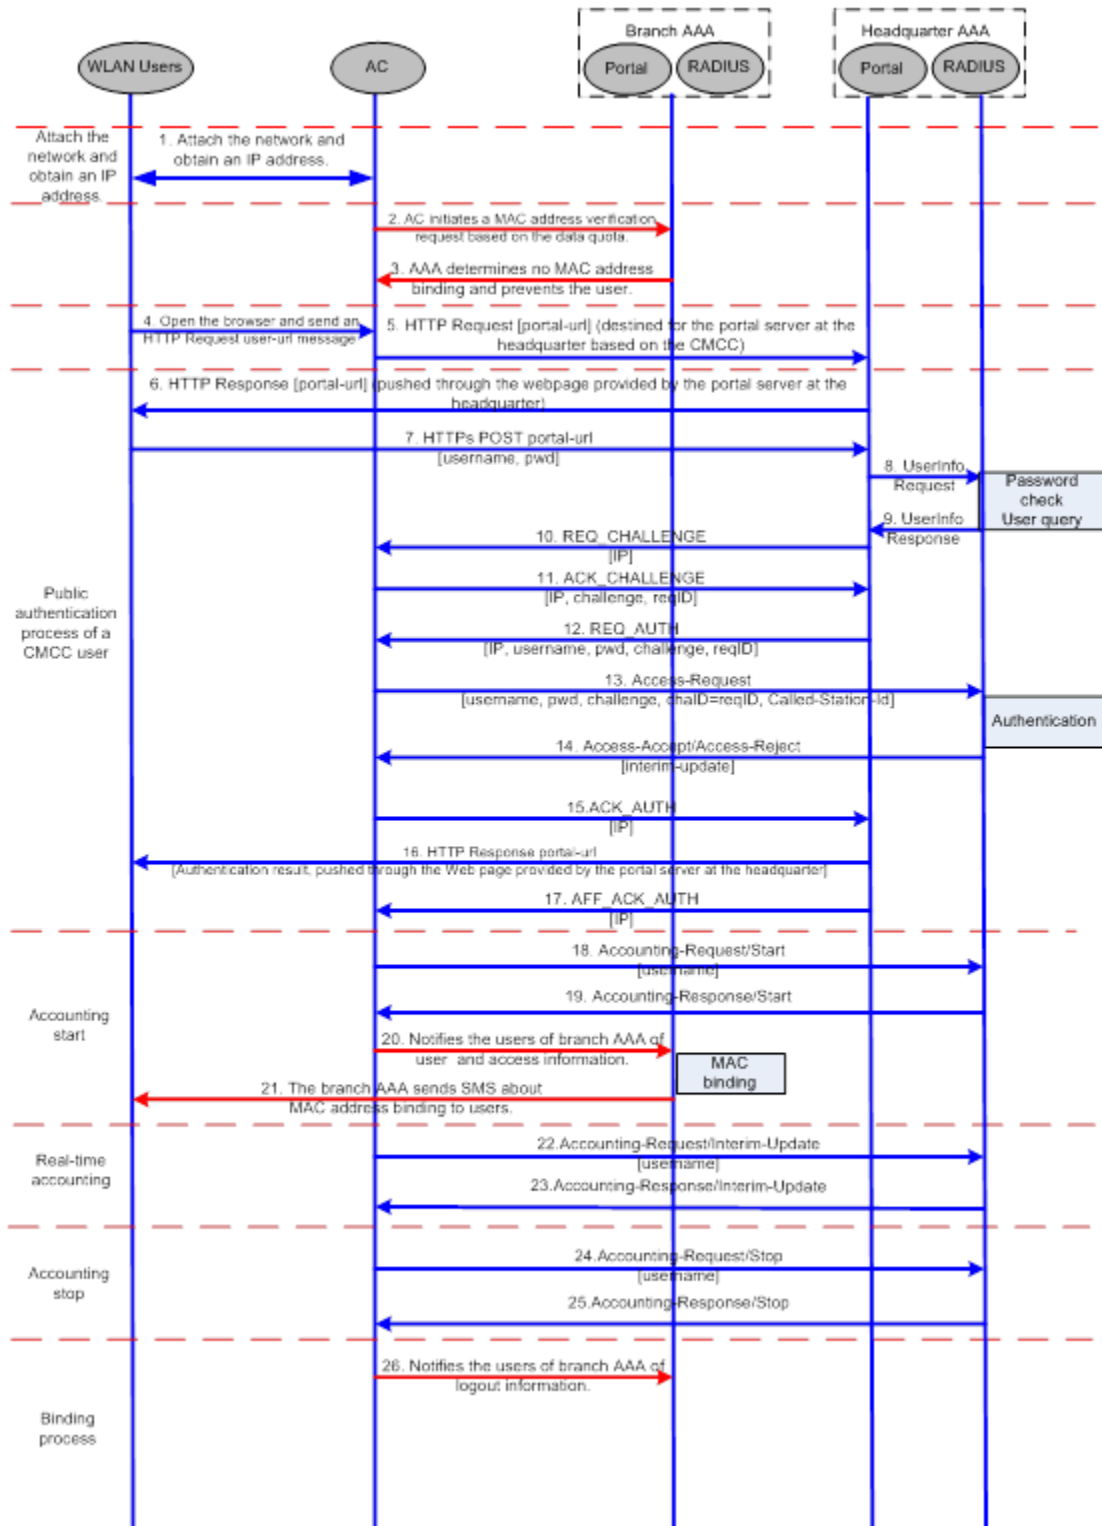 Branch AAA
Headquarter AAA
WLAN Users
AC
Portal
RADIUS
Portal
RADIUS
Attach the
network and
obtain an IP
address.
1. Attach the network and
obtain an IP address.
2. AC initiates a MAC address verification
request based on the data quota.
3. AAA determines no MAC address
binding and prevents the user.
4. Open the browser and send an
HTTP Request user-url message
5. HTTP Request [portal-url] (destined for the portal server at the
headquarter based on the CMCC)
6. HTTP Response [portal-url] (pushed through the webpage provided by the portal server at the
headquarter)
7. HTTPs POST portal-url
[username, pwd]
8. UserInfo
Request
Password
check
User query
9. UserInfo
Response
10. REQ_CHALLENGE
[IP]
11. ACK_CHALLENGE
[IP, challenge, reqID]
Public
authentication
process of a
CMCC user
12. REQ_AUTH
[IP, username, pwd, challenge, reqID]
13. Access-Request
[username, pwd, challenge, chalD=reqID, Called-Station-Id]
Authentication
14. Access-Accept/Access-Reject
[interim-update]
15.ACK_AUTH
[IP]
16. HTTP Response portal-url
[Authentication result, pushed through the Web page provided by the portal server at the headquarter]
17. AFF_ACK_AUTH
[IP]
18. Accounting-Request/Start
[username]
19. Accounting-Response/Start
Accounting
start
20. Notifies the users of branch AAA of
user and access information.
MAC
binding
21. The branch AAA sends SMS about
MAC address binding to users.
Real-time
accounting
22.Accounting-Request/Interim-Update
[username]
23.Accounting-Response/Interim-Update
24.Accounting-Request/Stop
[username]
Accounting
stop
25.Accounting-Response/Stop
26. Notifies the users of branch AAA of
logout information.
Binding
process